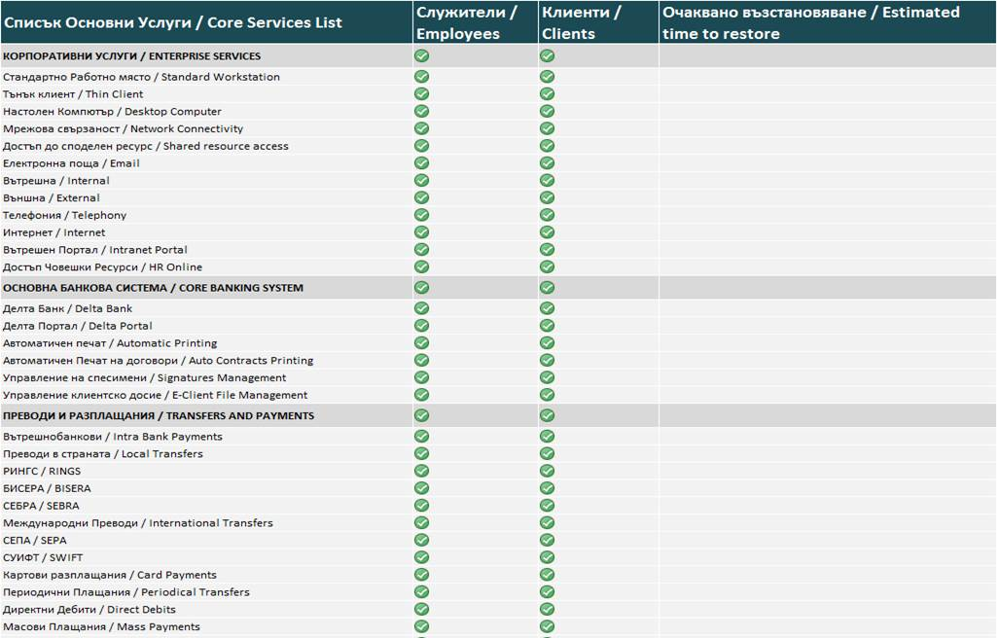 Списък Основни Услуги / Core Services List
Служители / Employees
Клиенти / Clients
Очаквано възстановяване / Estimated time to restore
КОРПОРАТИВНИ УСЛУГИ / ENTERPRISE SERVICES
Стандартно Работно място / Standard Workstation
Тънък клиент / Thin Client
Настолен Компютър / Desktop Computer
Мрежова свързаност / Network Connectivity
Достъп до споделен ресурс / Shared resource access
Електронна поща / Email
Вътрешна / Internal
Външна / External
Телефония / Telephony
Интернет / Internet
Вътрешен Портал / Intranet Portal
Достъп Човешки Ресурси / HR Online
ОСНОВНА БАНКОВА СИСТЕМА / CORE BANKING SYSTEM
Делта Банк / Delta Bank
Делта Портал / Delta Portal
Автоматичен печат / Automatic Printing
Автоматичен Печат на договори / Auto Contracts Printing
Управление на спесимени / Signatures Management
Управление клиентско досие / E-Client File Management
ПРЕВОДИ И РАЗПЛАЩАНИЯ / TRANSFERS AND PAYMENTS
Вътрешнобанкови / Intra Bank Payments
Преводи в страната / Local Transfers
РИНГС / RINGS
БИСЕРА / BISERA
СЕБРА / SEBRA
Международни Преводи / International Transfers
СЕПА / SEPA
СУИФТ / SWIFT
Картови разплащания / Card Payments
Периодични Плащания / Periodical Transfers
Директни Дебити / Direct Debits
Масови Плащания / Mass Payments